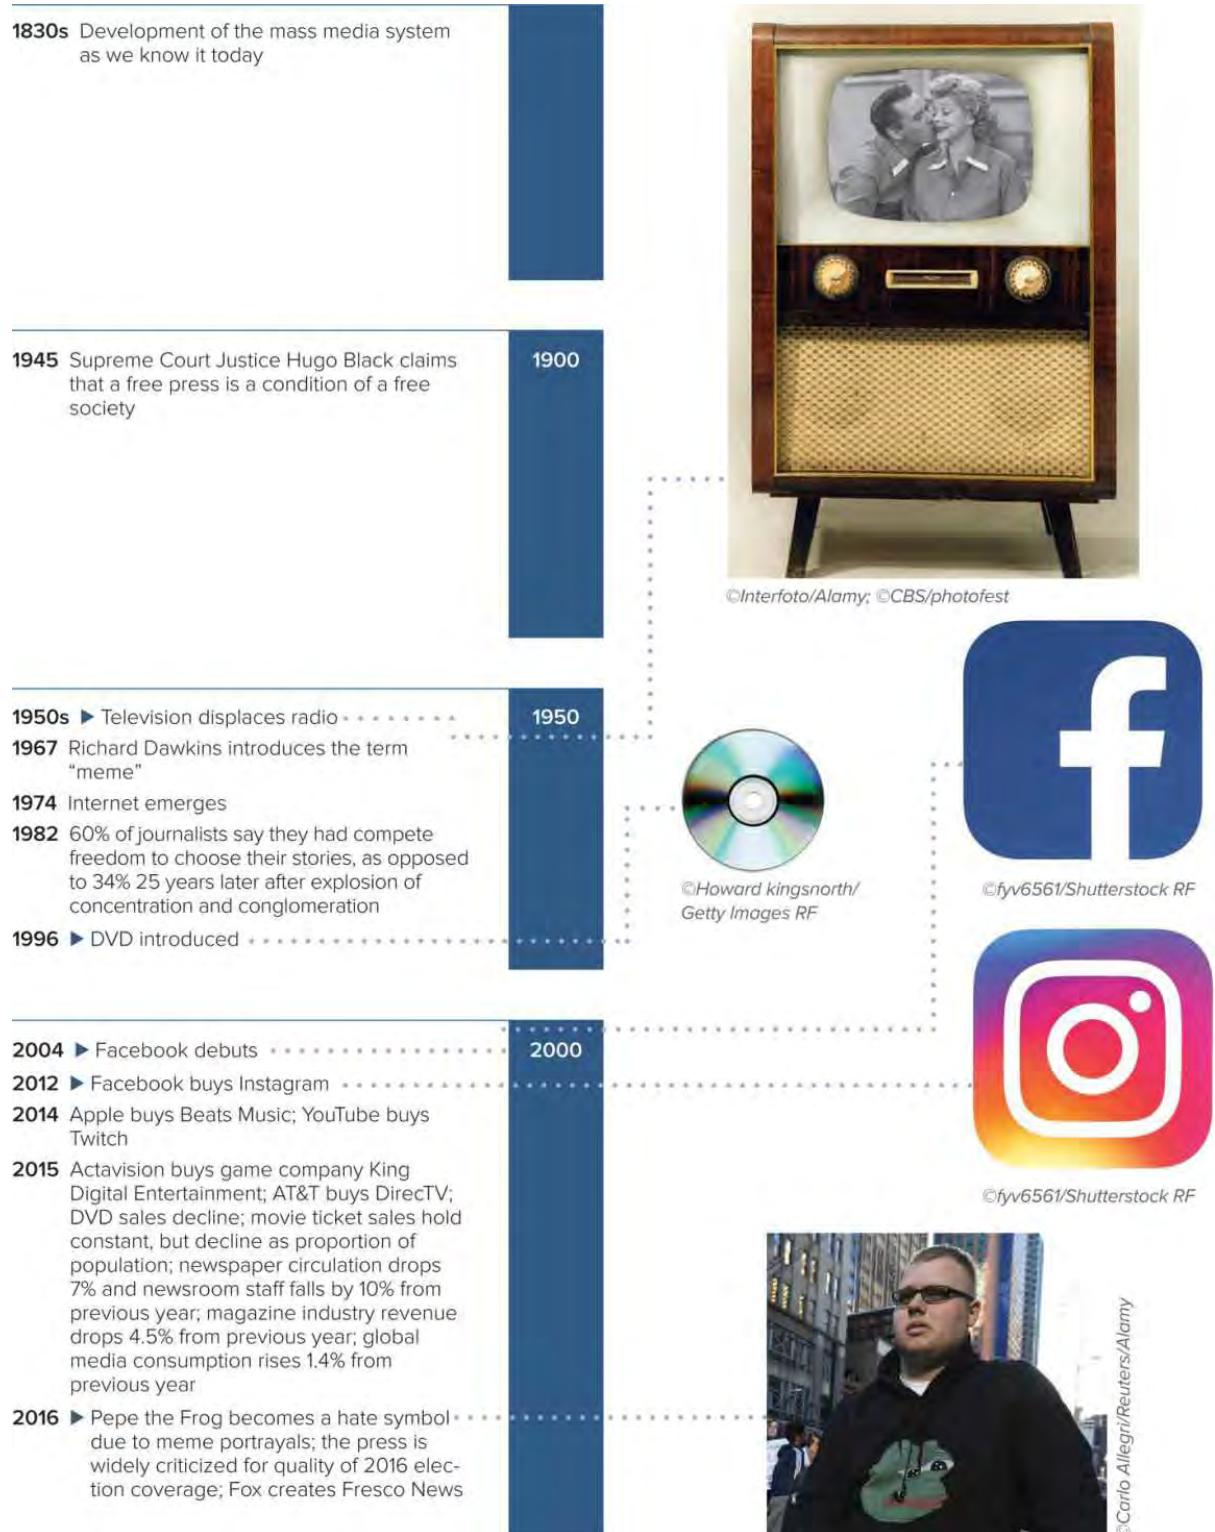 1830s Development of the mass media system
as we know it today
1945 Supreme Court Justice Hugo Black claims
that a free press is a condition of a free
society
1900
©Interfoto/Alamy; ©CBS/photofest
1950s ▶ Television displaces radio
1950
1967 Richard Dawkins introduces the term
“meme”
1974 Internet emerges
1982 60% of journalists say they had compete
freedom to choose their stories, as opposed
to 34% 25 years later after explosion of
concentration and conglomeration
1996 ▶ DVD introduced
©Howard kingsnorth/
Getty Images RF
f
©fyv6561/Shutterstock RF
2004 ▶ Facebook debuts
2000
2012 ▶ Facebook buys Instagram
2014 Apple buys Beats Music; YouTube buys
Twitch
2015 Actavision buys game company King
Digital Entertainment; AT&T buys DirecTV;
DVD sales decline; movie ticket sales hold
constant, but decline as proportion of
population; newspaper circulation drops
7% and newsroom staff falls by 10% from
previous year; magazine industry revenue
drops 4.5% from previous year; global
media consumption rises 1.4% from
previous year
©fyv6561/Shutterstock RF
2016 ▶ Pepe the Frog becomes a hate symbol
due to meme portrayals; the press is
widely criticized for quality of 2016 elec-
tion coverage; Fox creates Fresco News
©Carlo Allegri/Reuters/Alamy